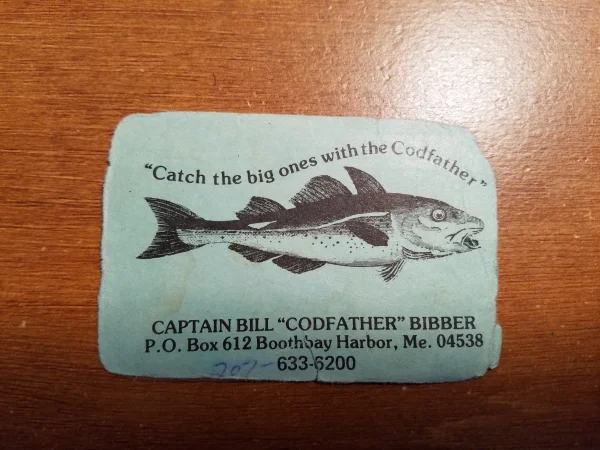 "Catch the big ones with the Codfather"
CAPTAIN BILL "CODFATHER" BIBBER
P.O. Box 612 Boothbay Harbor, Me. 04538
207- 633-6200